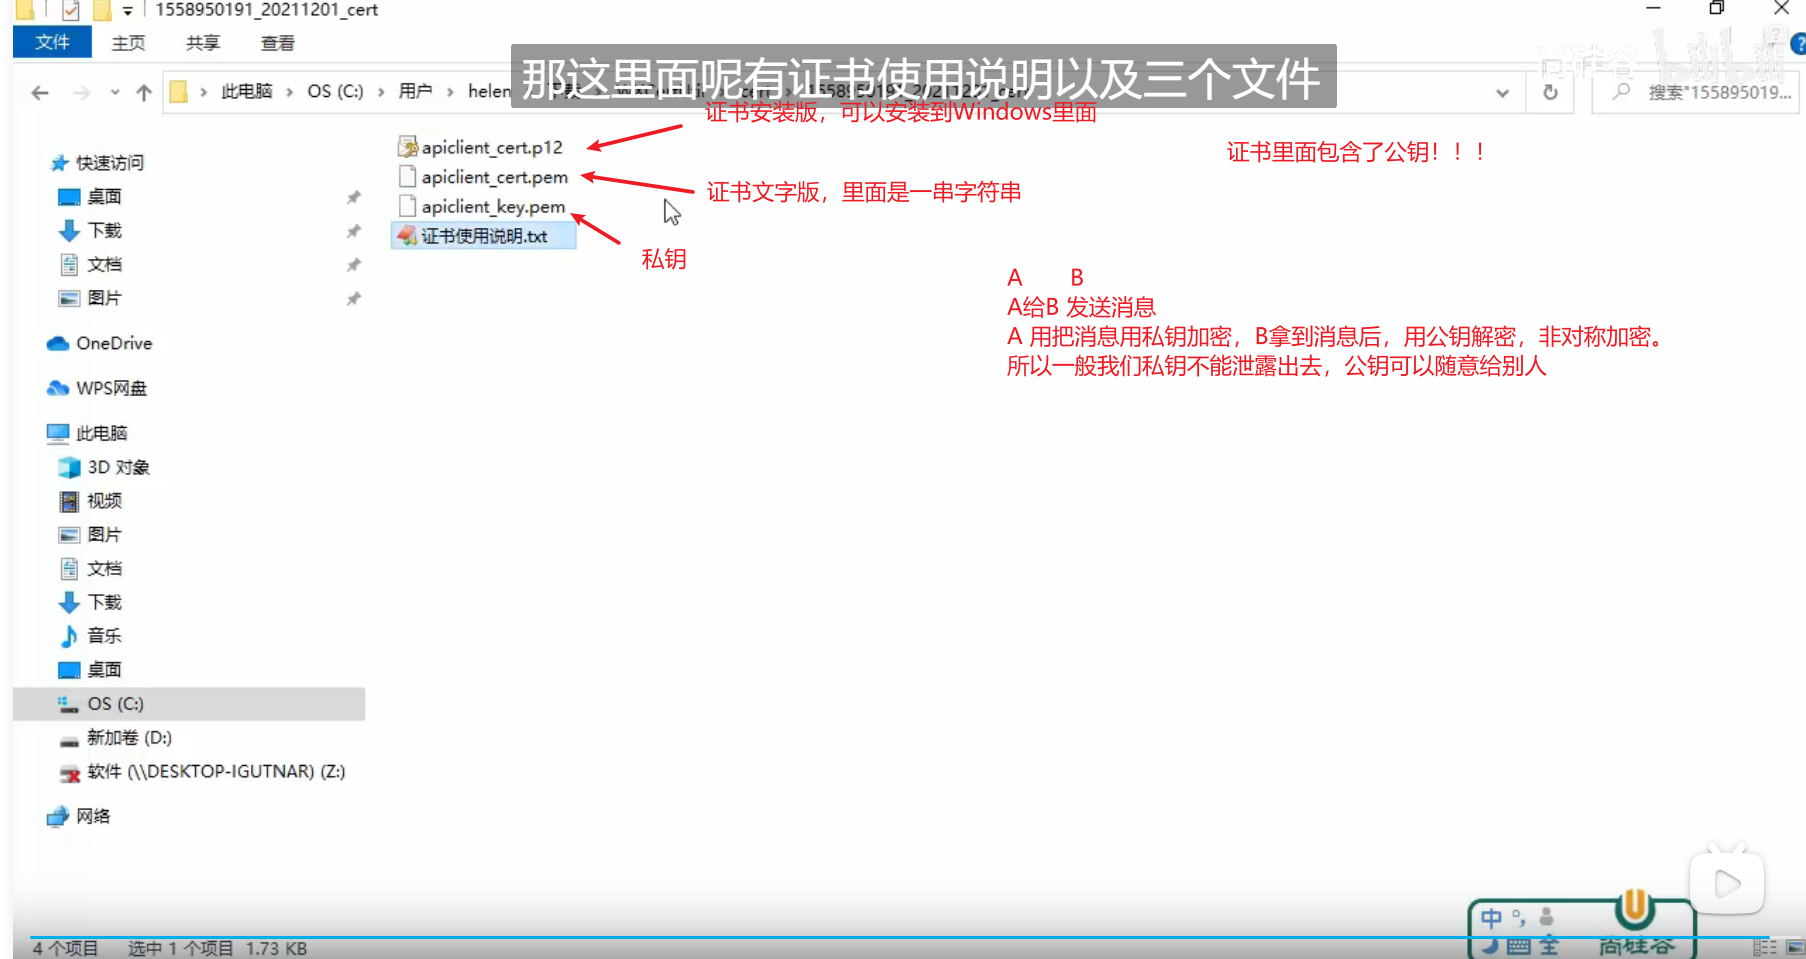 1558950191_20211201_cert
文件 主页 共享 查看
那这里面呢有证书使用说明以及三个文件
此电脑 › OS (C:) › 用户 › helen
搜索"155895019...
证书安装版，可以安装到Windows里面
apiclient_cert.p12
证书里面包含了公钥！！！
快速访问
apiclient_cert.pem
证书文字版，里面是一串字符串
桌面
apiclient_key.pem
下载
证书使用说明.txt
私钥
文档
A B
图片
A给B 发送消息
A 用把消息用私钥加密，B拿到消息后，用公钥解密，非对称加密。
OneDrive
所以一般我们私钥不能泄露出去，公钥可以随意给别人
WPS网盘
此电脑
3D 对象
视频
图片
文档
下载
音乐
桌面
OS (C:)
新加卷 (D:)
软件 (\\DESKTOP-IGUTNAR) (Z:)
网络
中
全
尚硅谷
4 个项目 选中 1 个项目 1.73 KB